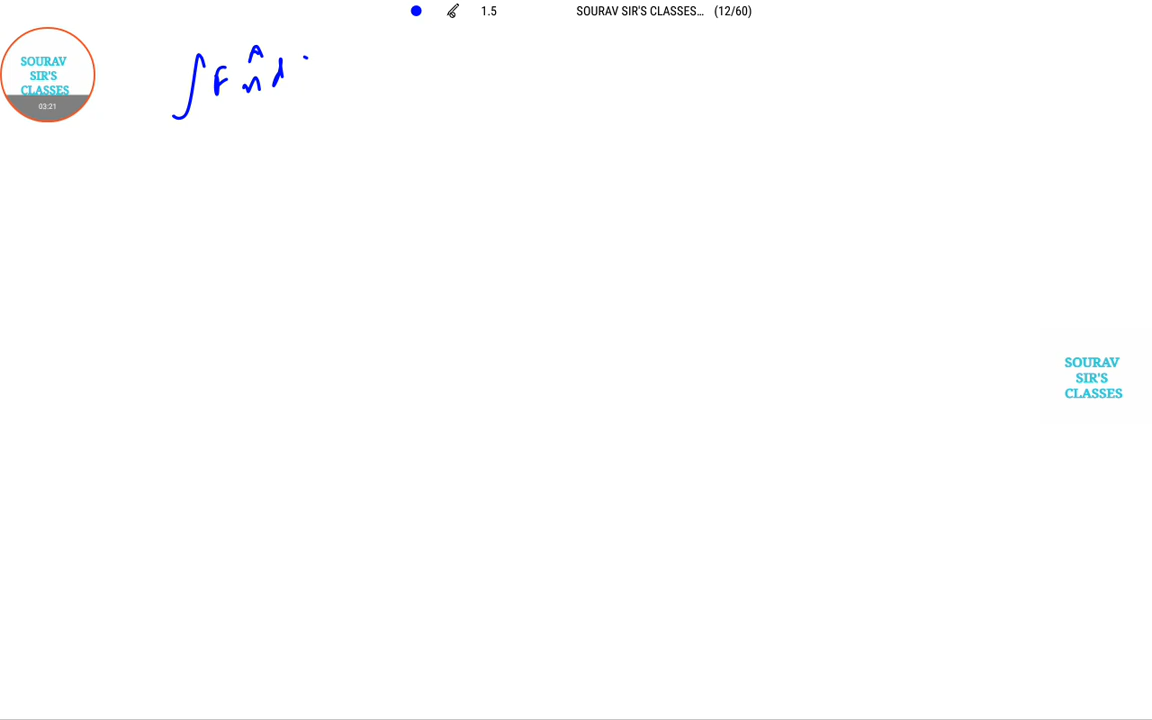 1.5 SOURAV SIR'S CLASSES... (12/60)
SOURAV
SIR'S
CLASSES
03:21
∫ F n̂ d
SOURAV
SIR'S
CLASSES